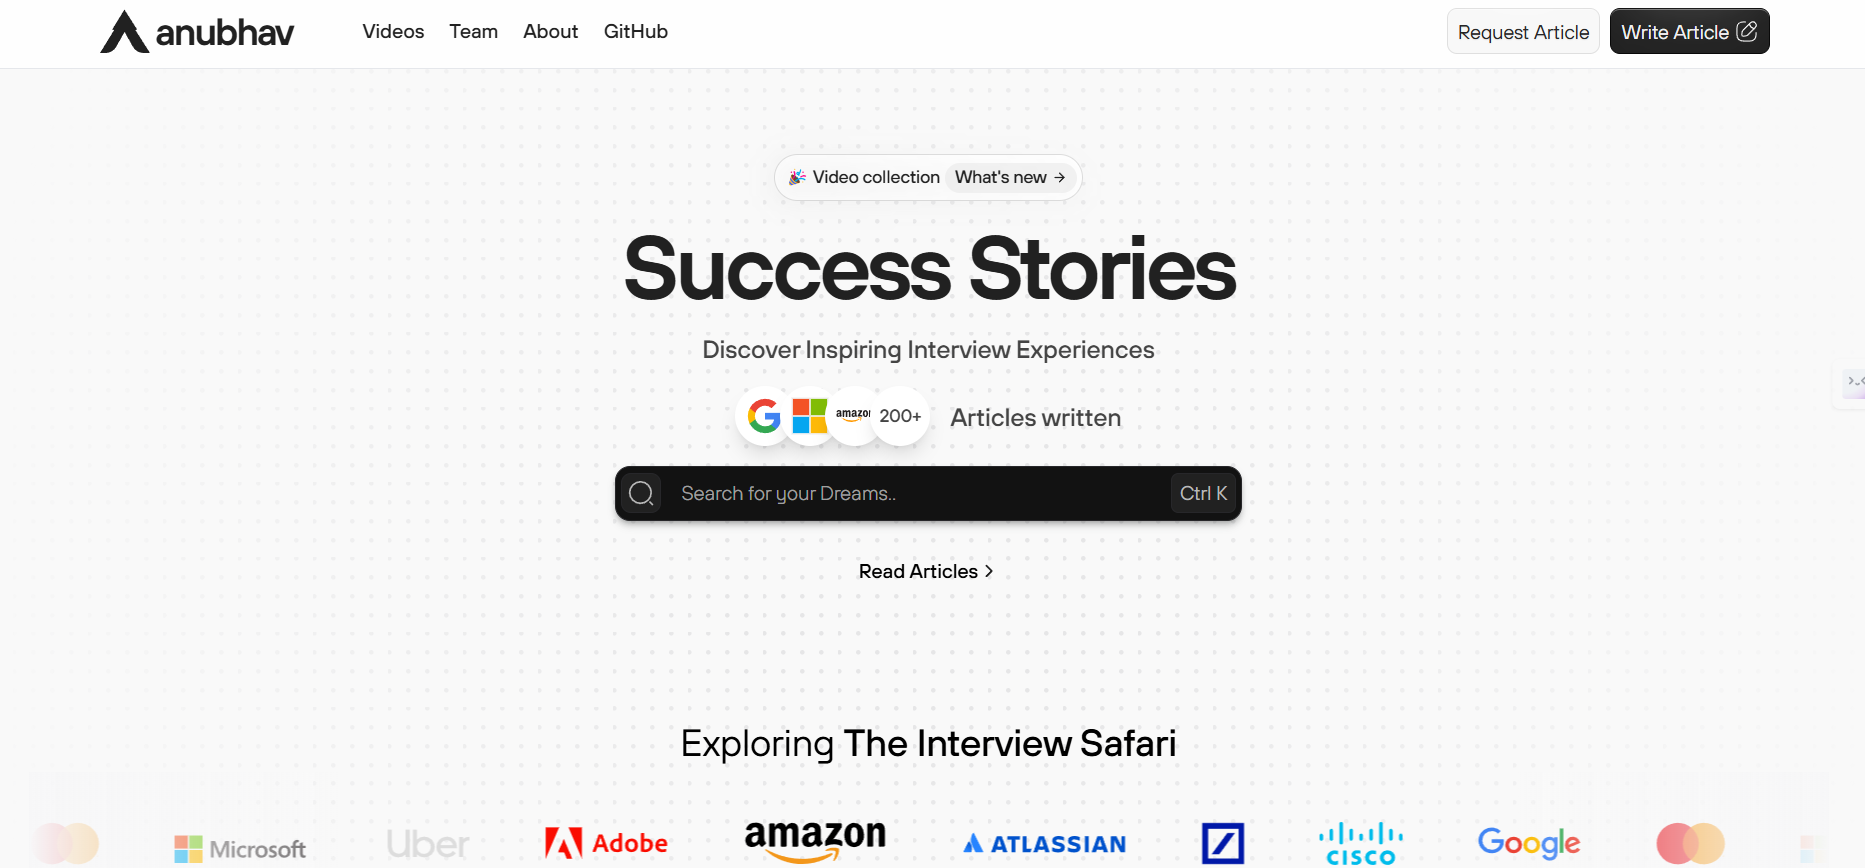 anubhav Videos Team About GitHub Request Article Write Article
🎉 Video collection What's new →
Success Stories
Discover Inspiring Interview Experiences
amazon 200+ Articles written
Search for your Dreams.. Ctrl K
Read Articles >
Exploring The Interview Safari
Microsoft Uber Adobe amazon ATLASSIAN CISCO Google